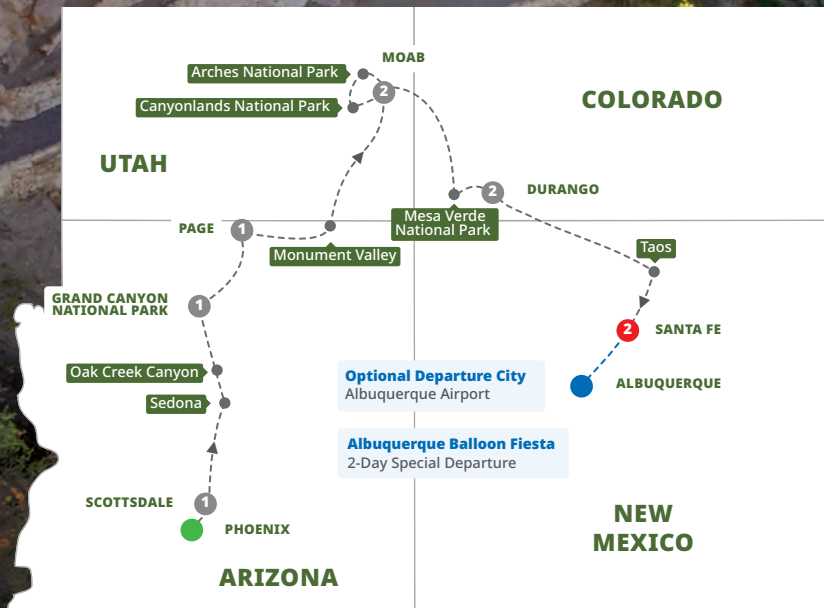 MOAB
Arches National Park
2
Canyonlands National Park
COLORADO
UTAH
2
DURANGO
Mesa Verde
National Park
PAGE
1
Monument Valley
Taos
GRAND CANYON
NATIONAL PARK
1
2
SANTA FE
Oak Creek Canyon
Optional Departure City
Albuquerque Airport
ALBUQUERQUE
Sedona
Albuquerque Balloon Fiesta
2-Day Special Departure
SCOTTSDALE
1
PHOENIX
NEW
MEXICO
ARIZONA